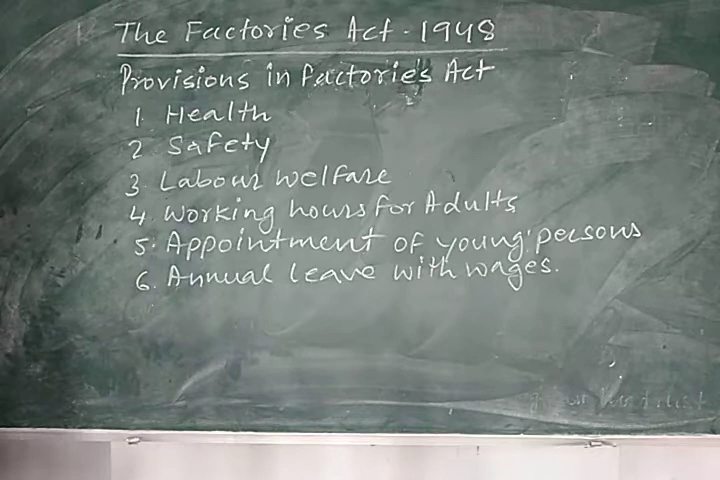 The Factories Act - 1948
Provisions in Factories Act
1. Health
2. Safety
3. Labour welfare
4. Working hours for Adults
5. Appointment of young persons
6. Annual leave with wages.